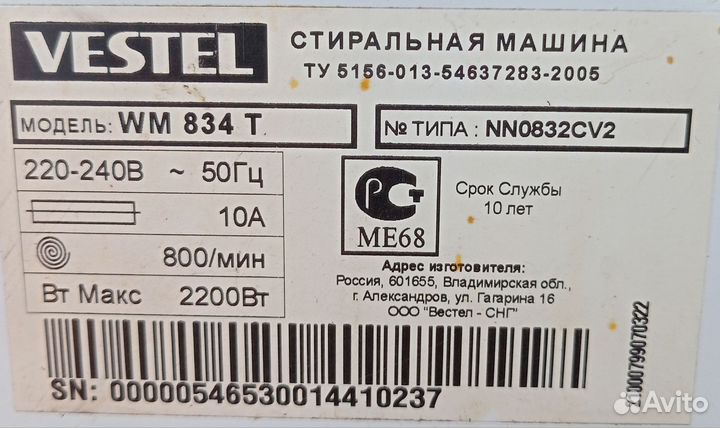 VESTEL
СТИРАЛЬНАЯ МАШИНА
ТУ 5156-013-54637283-2005
МОДЕЛЬ: WM 834 T
№ ТИПА : NN0832CV2
220-240В ~ 50Гц
10А
800/мин
Вт Макс 2200Вт
РСТ
МЕ68
Срок Службы
10 лет
Адрес изготовителя:
Россия, 601655, Владимирская обл.,
г. Александров, ул. Гагарина 16
ООО "Вестел - СНГ"
SN: 00000546530014410237
Avito